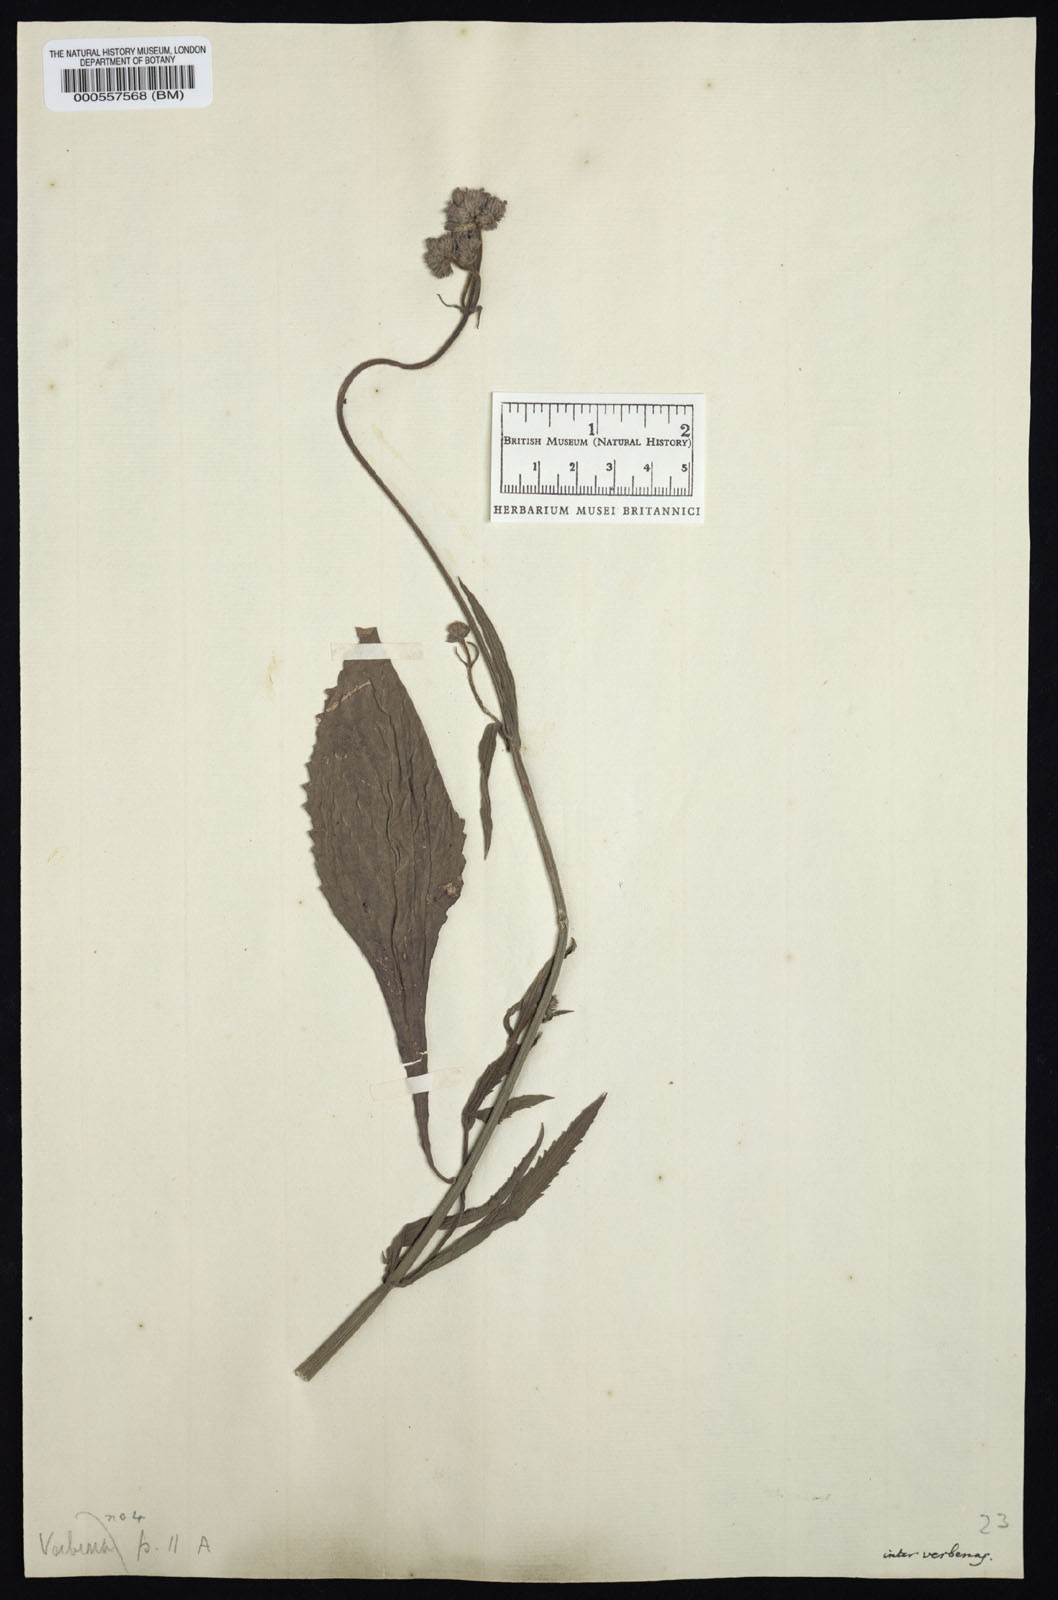 THE NATURAL HISTORY MUSEUM, LONDON
DEPARTMENT OF BOTANY
000557568 (BM)
1 2
BRITISH MUSEUM (NATURAL HISTORY)
1 2 3 4 5
HERBARIUM MUSEI BRITANNICI
no 4
Verbena p. 11 A
23
inter verbenas.